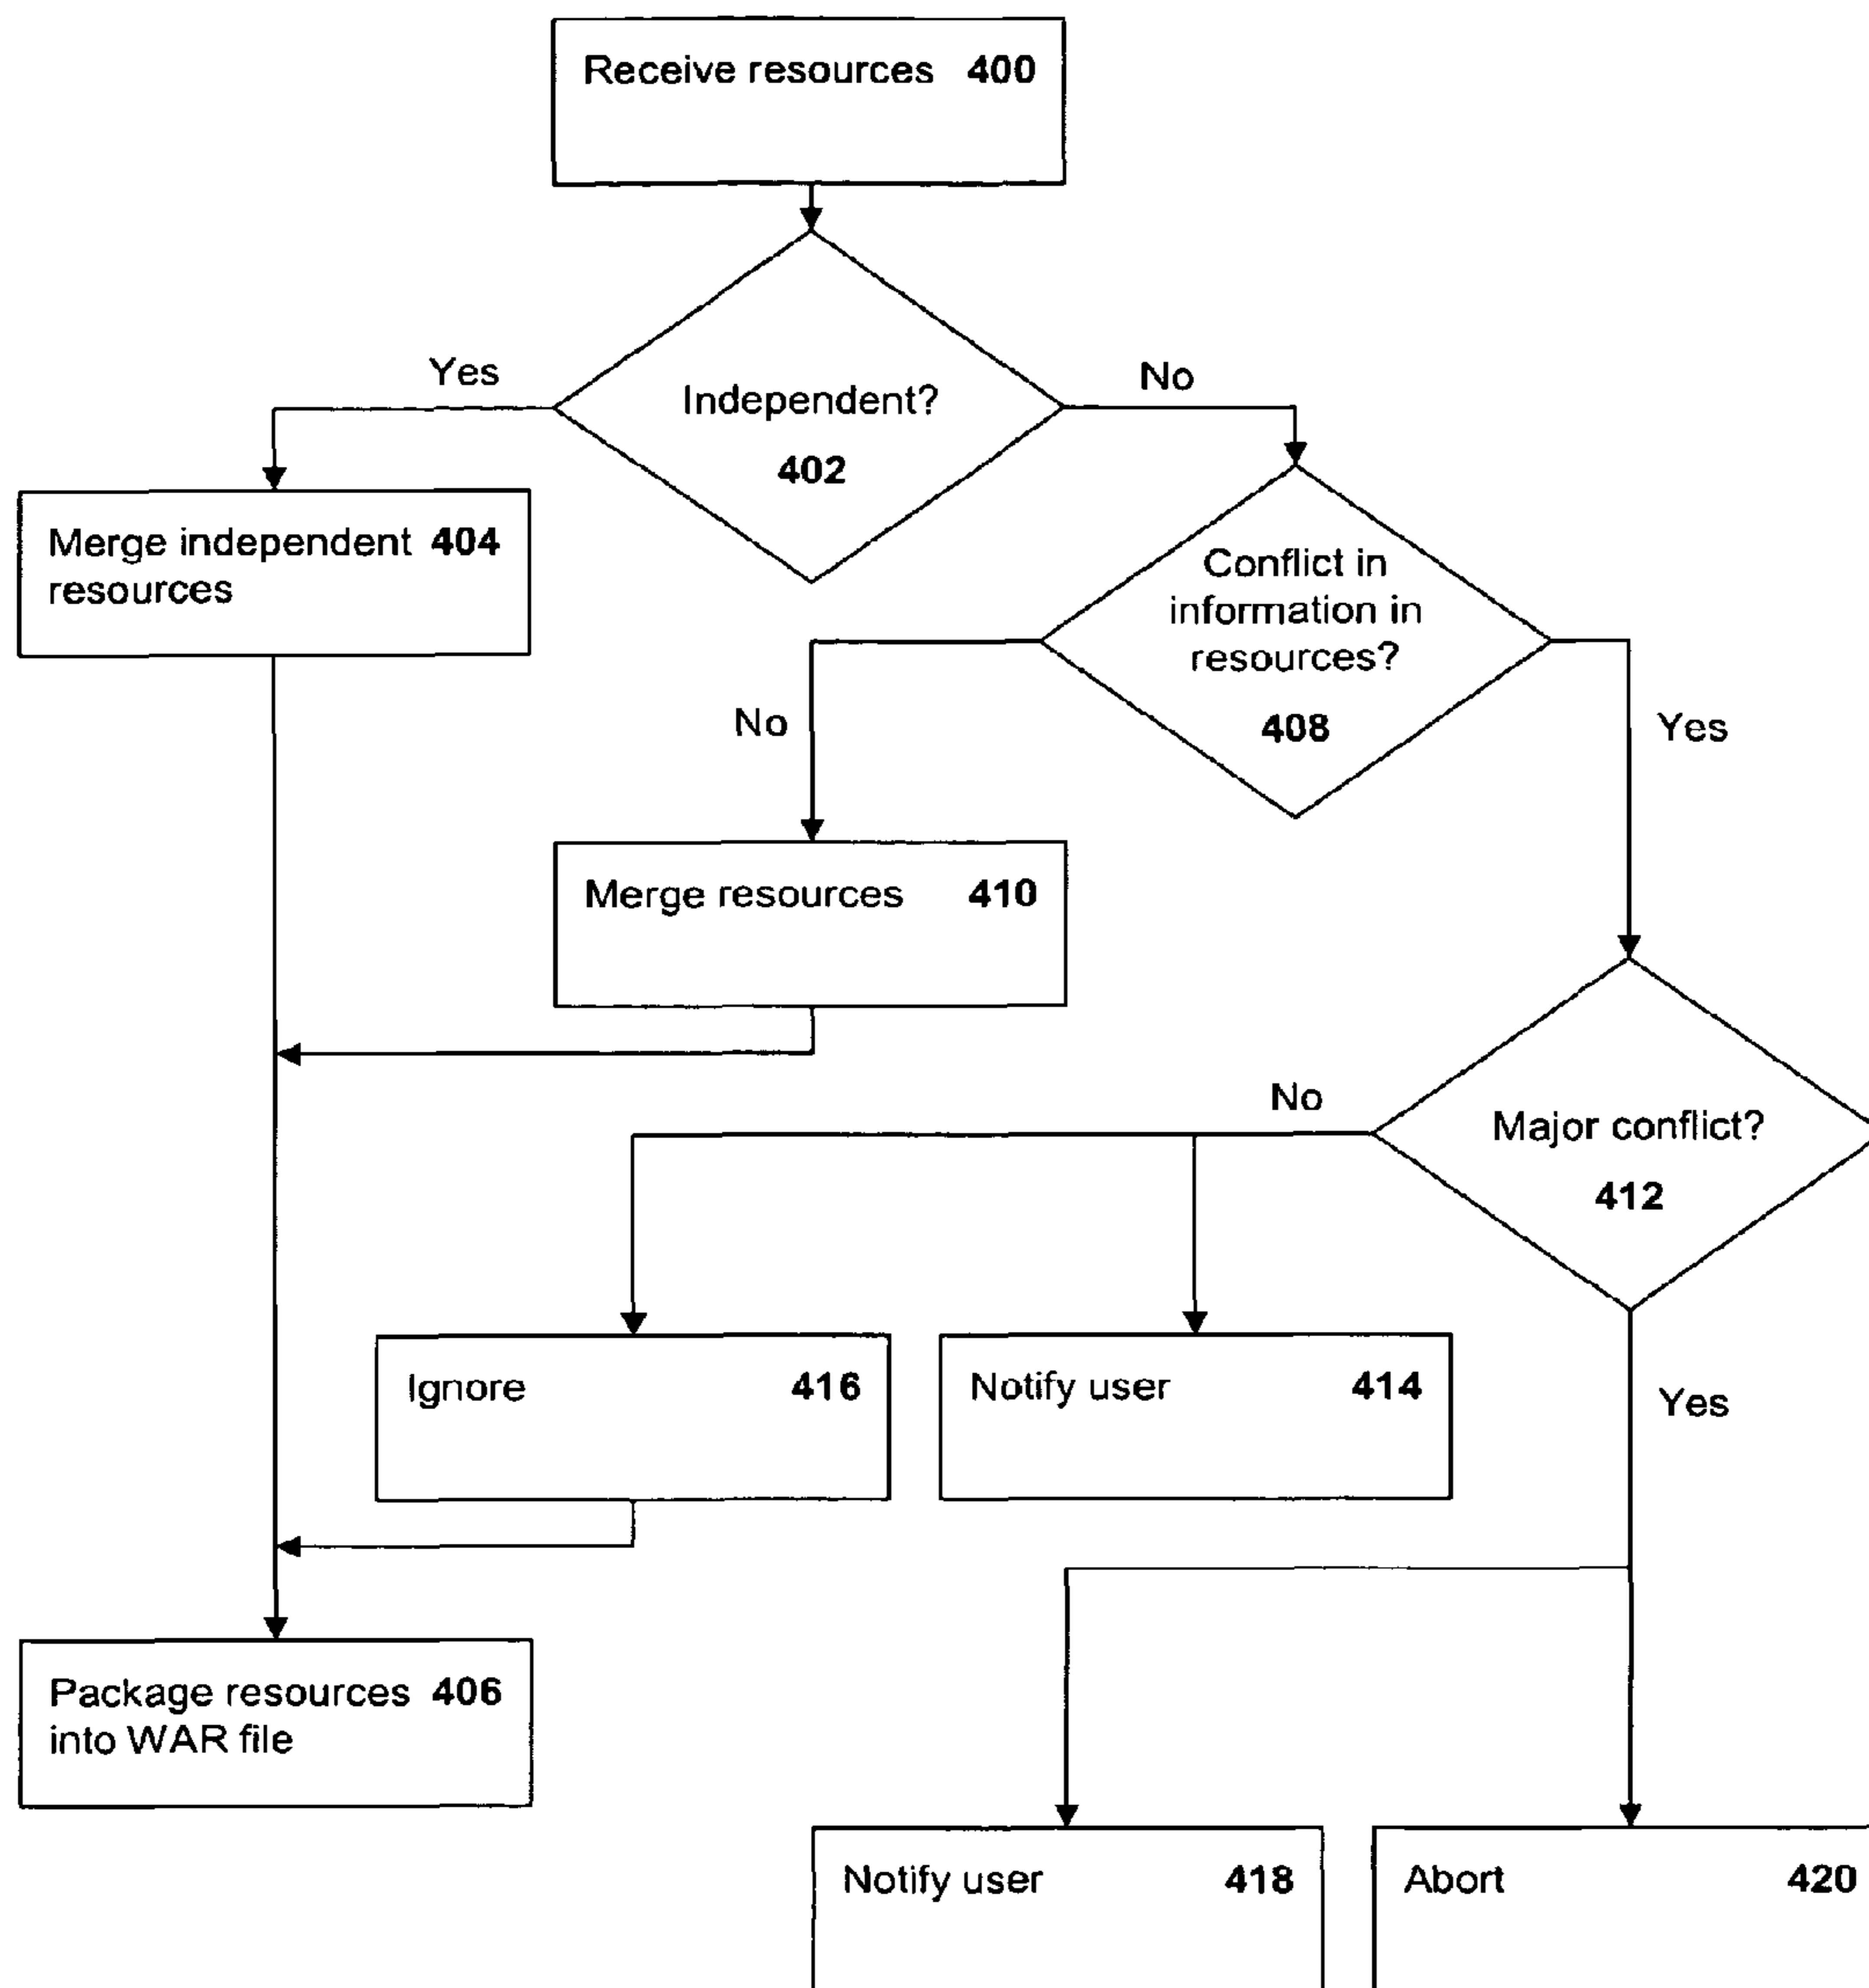 Receive resources 400
Yes
No
Independent?
402
Merge independent 404
resources
Conflict in
information in
resources?
408
No
Yes
Merge resources 410
No
Major conflict?
412
Ignore 416
Notify user 414
Yes
Package resources 406
into WAR file
Notify user 418
Abort 420